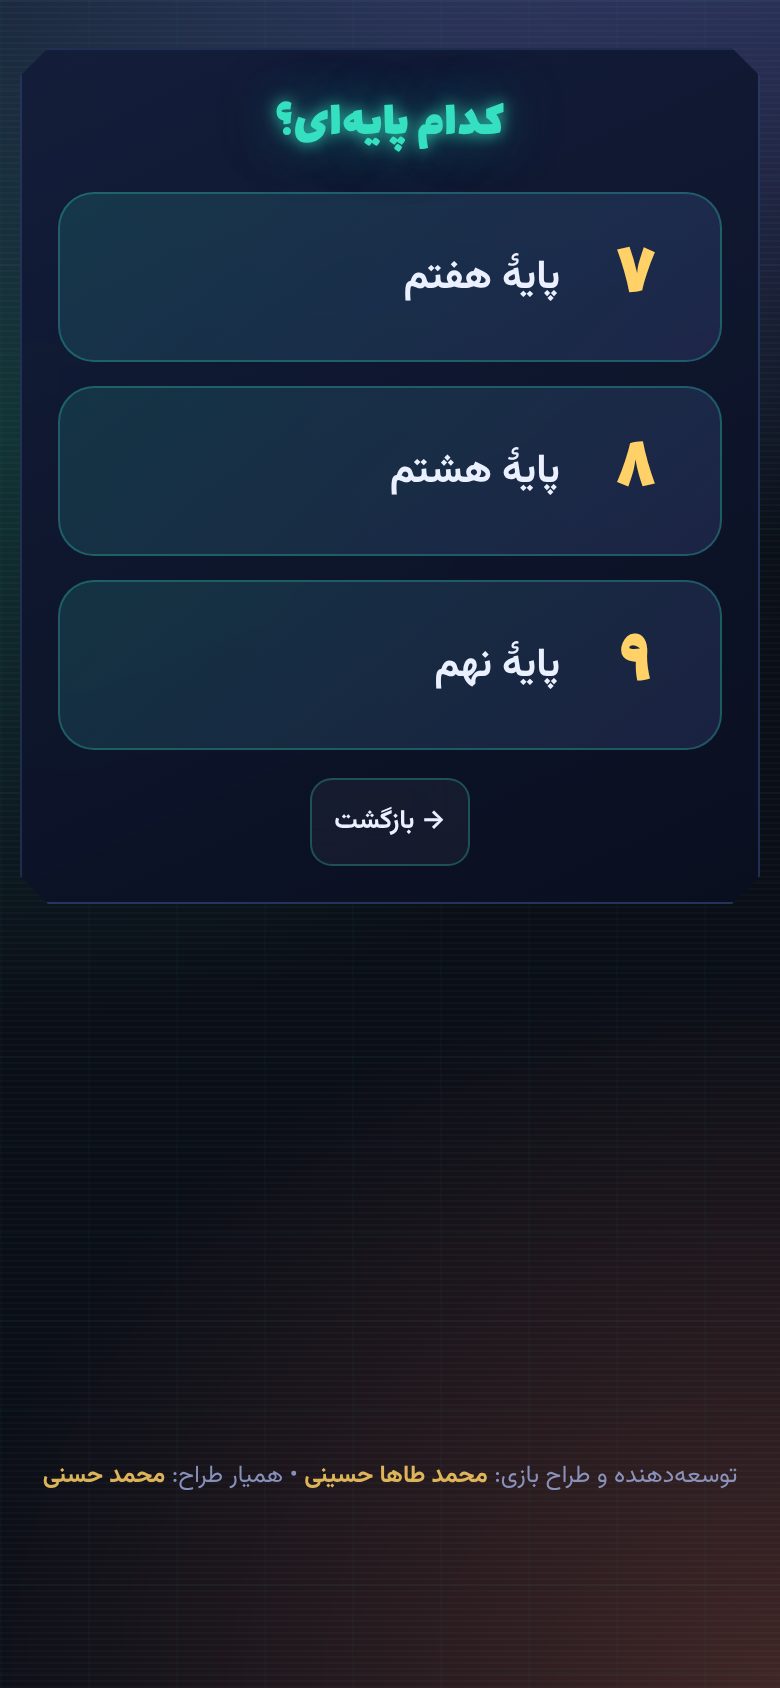 کدام پایه‌ای؟
۷ پایهٔ هفتم
۸ پایهٔ هشتم
۹ پایهٔ نهم
→ بازگشت
توسعه‌دهنده و طراح بازی: محمد طاها حسینی • همیار طراح: محمد حسنی